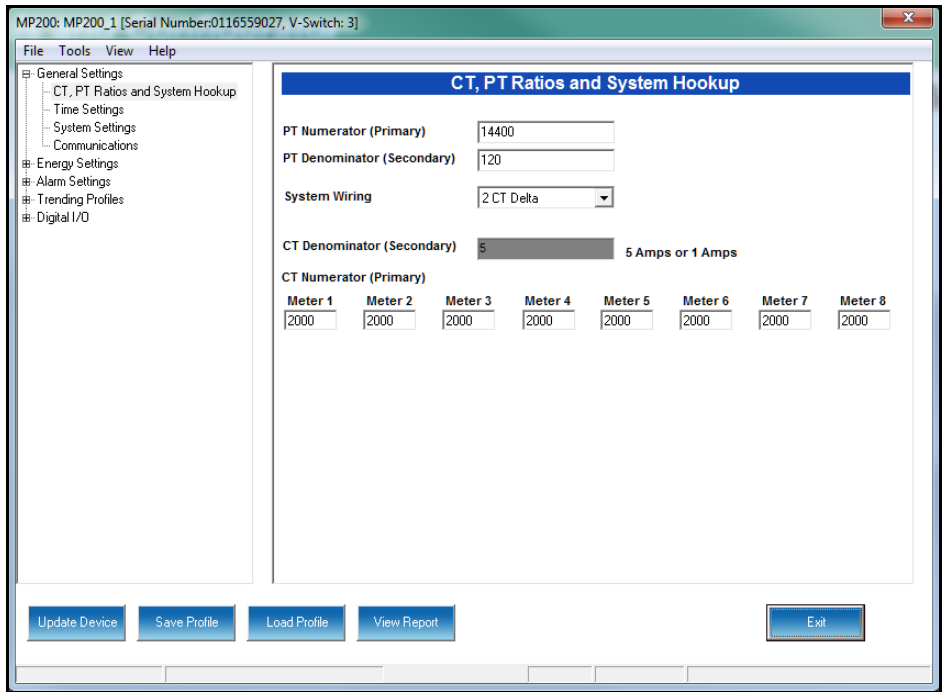 MP200: MP200_1 [Serial Number:0116559027, V-Switch: 3]
x
File Tools View Help
General Settings
CT, PT Ratios and System Hookup
Time Settings
System Settings
Communications
Energy Settings
Alarm Settings
Trending Profiles
Digital I/O
CT, PT Ratios and System Hookup
PT Numerator (Primary) 14400
PT Denominator (Secondary) 120
System Wiring 2 CT Delta
CT Denominator (Secondary) 5 5 Amps or 1 Amps
CT Numerator (Primary)
Meter 1 Meter 2 Meter 3 Meter 4 Meter 5 Meter 6 Meter 7 Meter 8
2000 2000 2000 2000 2000 2000 2000 2000
Update Device Save Profile Load Profile View Report Exit